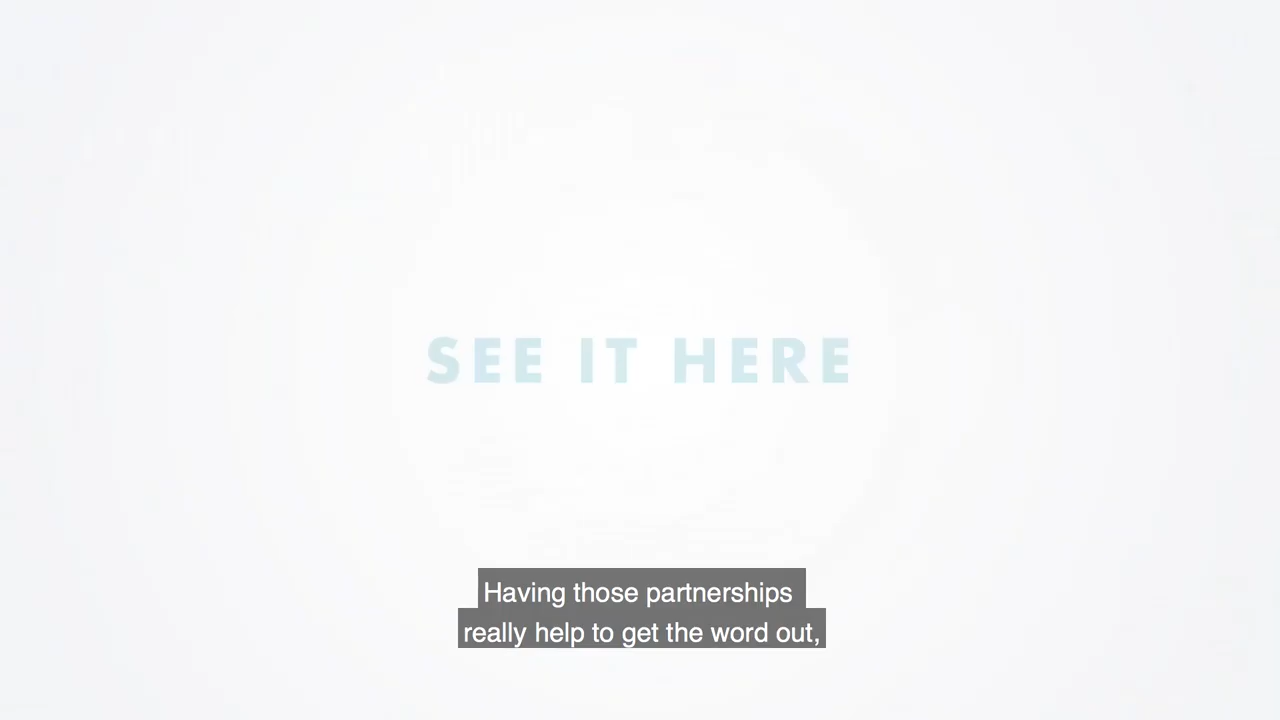 SEE IT HERE
Having those partnerships
really help to get the word out,